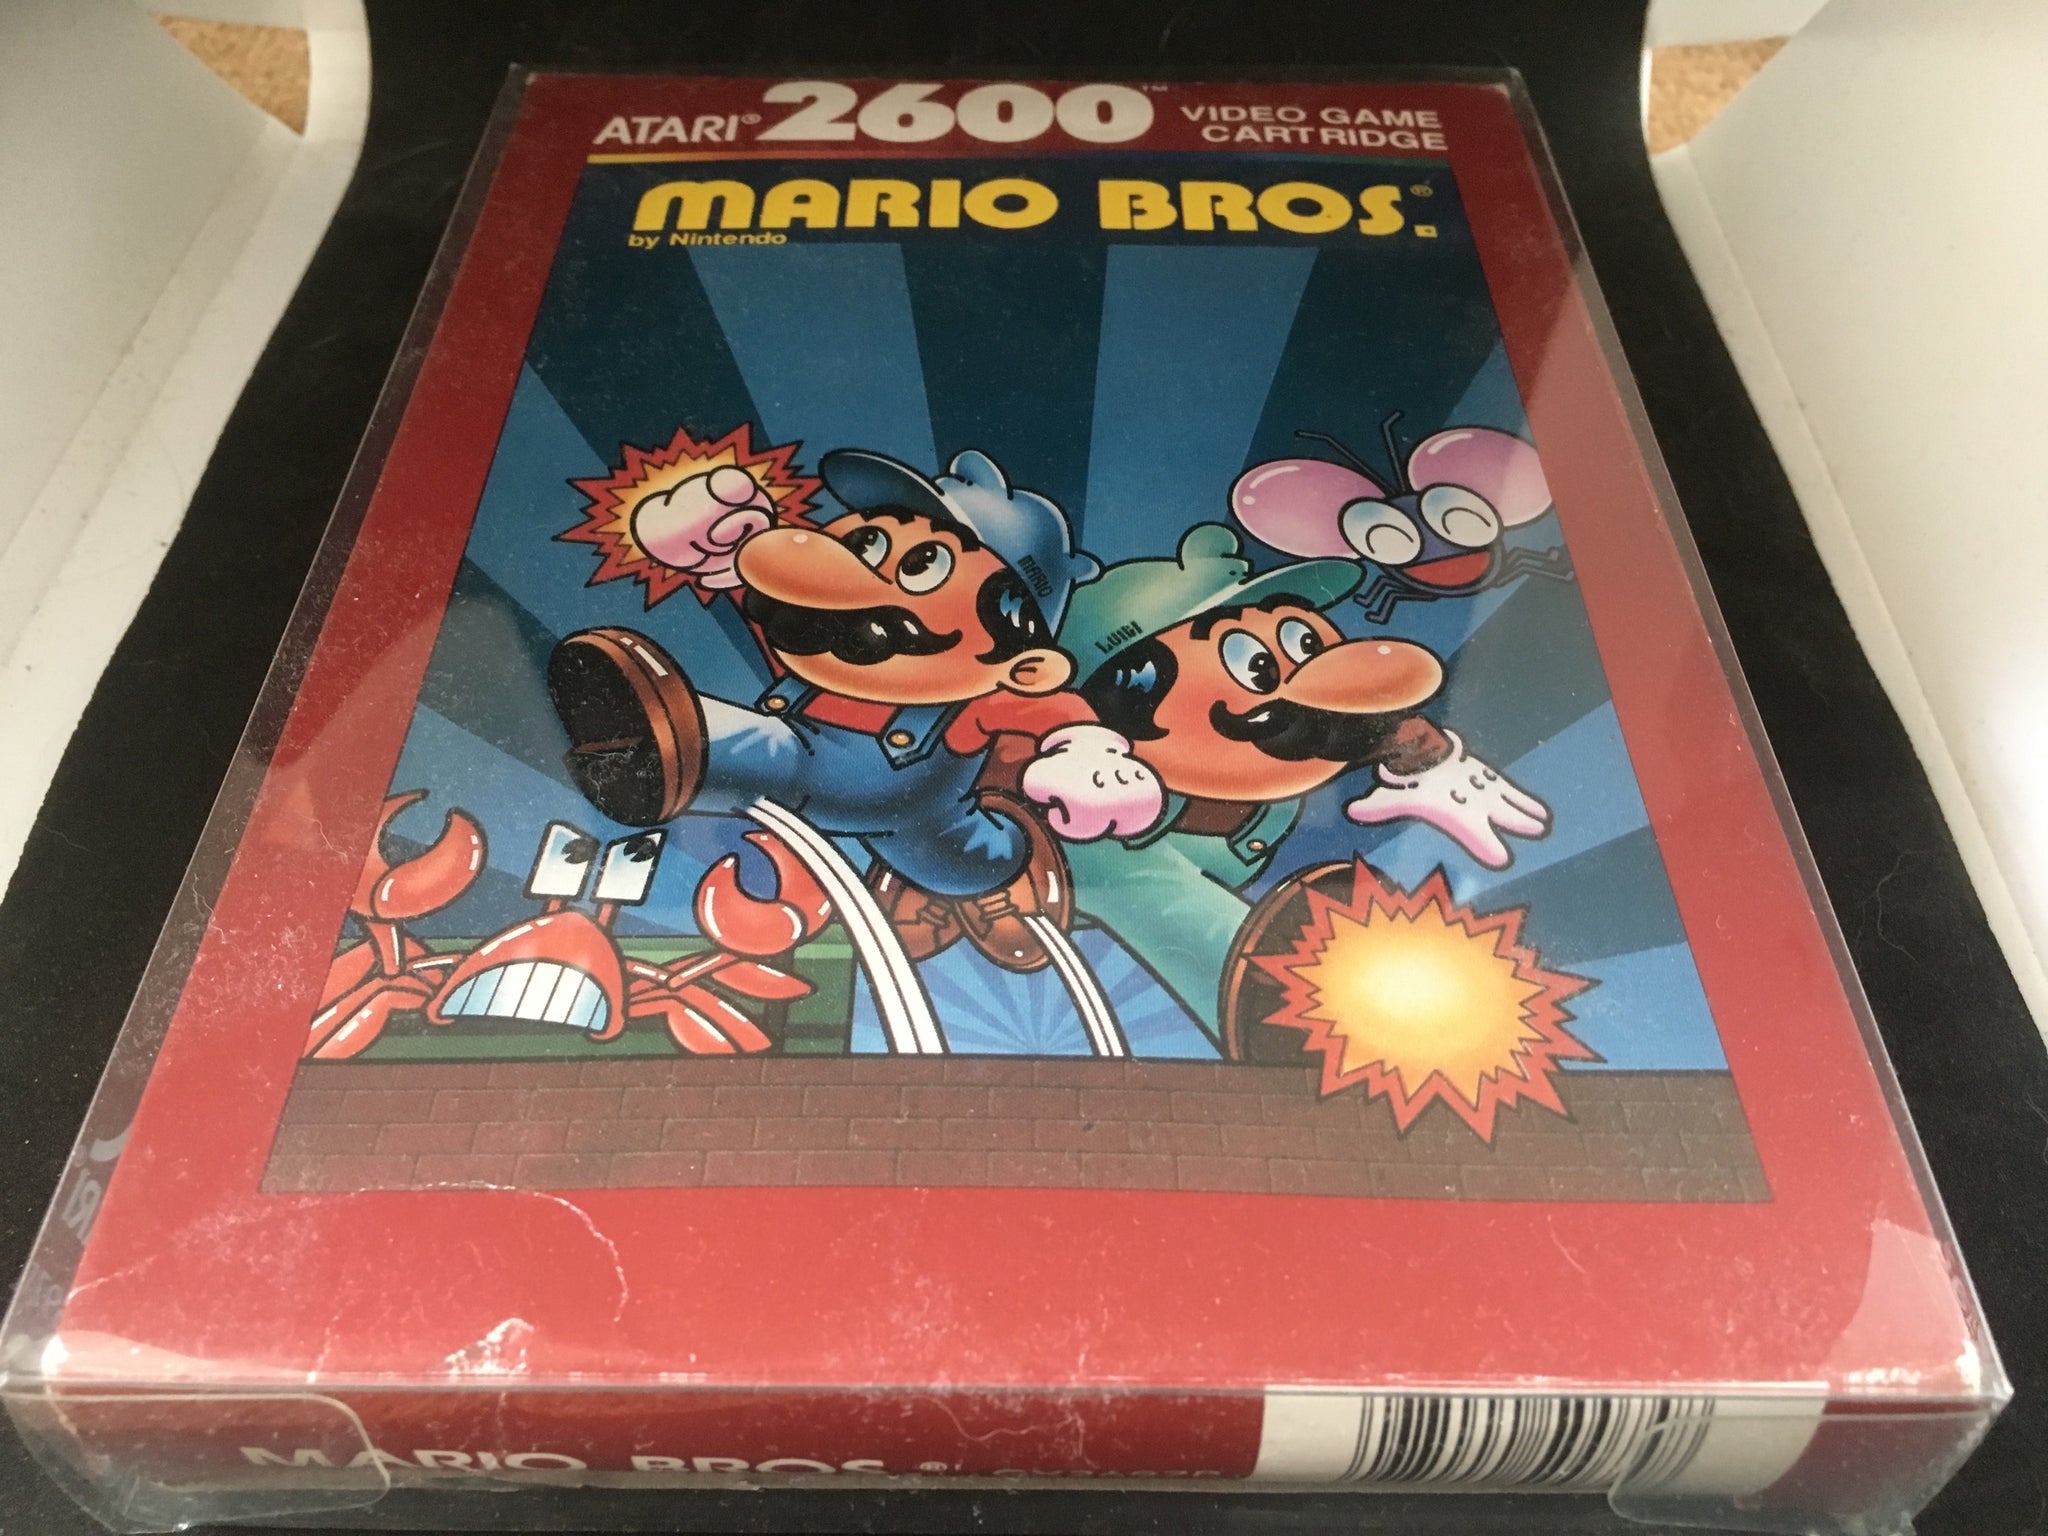 ATARI® 2600™ VIDEO GAME
CARTRIDGE
MARIO BROS.®
by Nintendo
MARIO
LUIGI
MARIO BROS.®